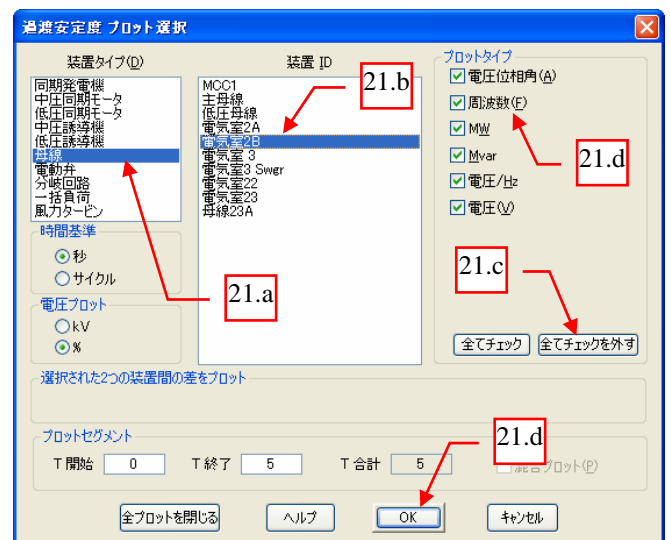 過渡安定度 プロット選択
装置タイプ(D)
同期発電機
中圧同期モータ
低圧同期モータ
中圧誘導機
低圧誘導機
母線
電動弁
分岐回路
一括負荷
風力タービン
装置 ID
MCC1
主母線
低圧母線
電気室2A
電気室2B
電気室 3
電気室3 Swgr
電気室22
電気室23
母線23A
プロットタイプ
電圧位相角(A)
周波数(F)
MW
Mvar
電圧/Hz
電圧(V)
21.b
21.d
21.c
21.a
時間基準
秒
サイクル
電圧プロット
kV
%
全てチェック
全てチェックを外す
選択された2つの装置間の差をプロット
プロットセグメント
T 開始 0 T 終了 5 T 合計 5
混合プロット(P)
21.d
全プロットを閉じる
ヘルプ
OK
キャンセル